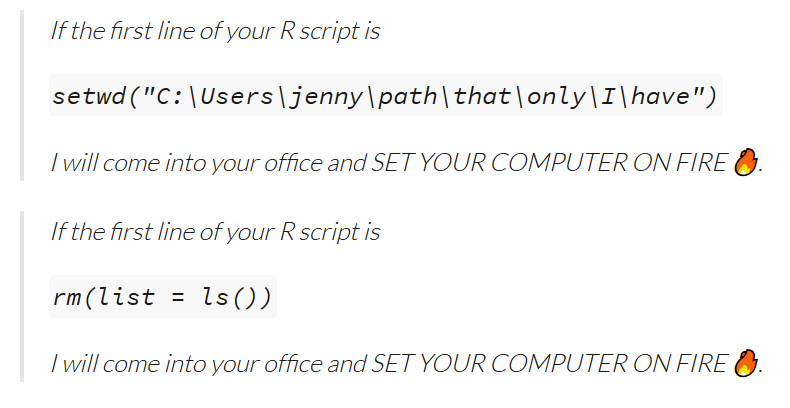 If the first line of your R script is
setwd("C:\Users\jenny\path\that\only\I\have")
I will come into your office and SET YOUR COMPUTER ON FIRE 🔥.
If the first line of your R script is
rm(list = ls())
I will come into your office and SET YOUR COMPUTER ON FIRE 🔥.